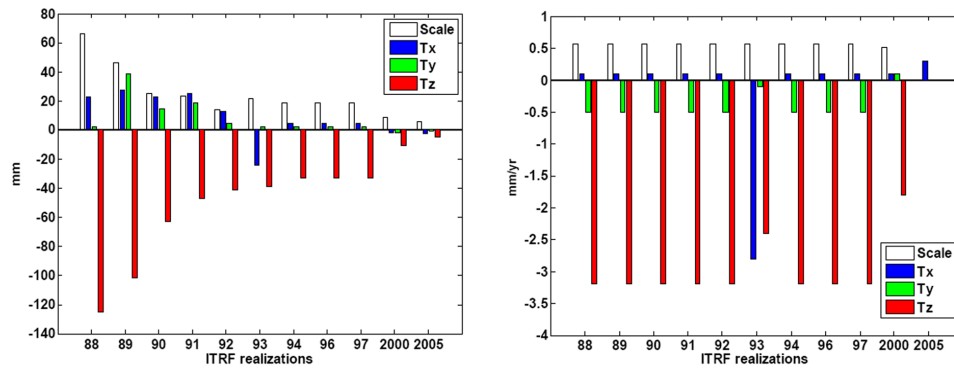 80
60
40
20
0
-20
-40
-60
-80
-100
-120
-140
mm
Scale
Tx
Ty
Tz
88 89 90 91 92 93 94 96 97 2000 2005
ITRF realizations
1
0.5
0
-0.5
-1
-1.5
-2
-2.5
-3
-3.5
-4
mm/yr
Scale
Tx
Ty
Tz
88 89 90 91 92 93 94 96 97 2000 2005
ITRF realizations